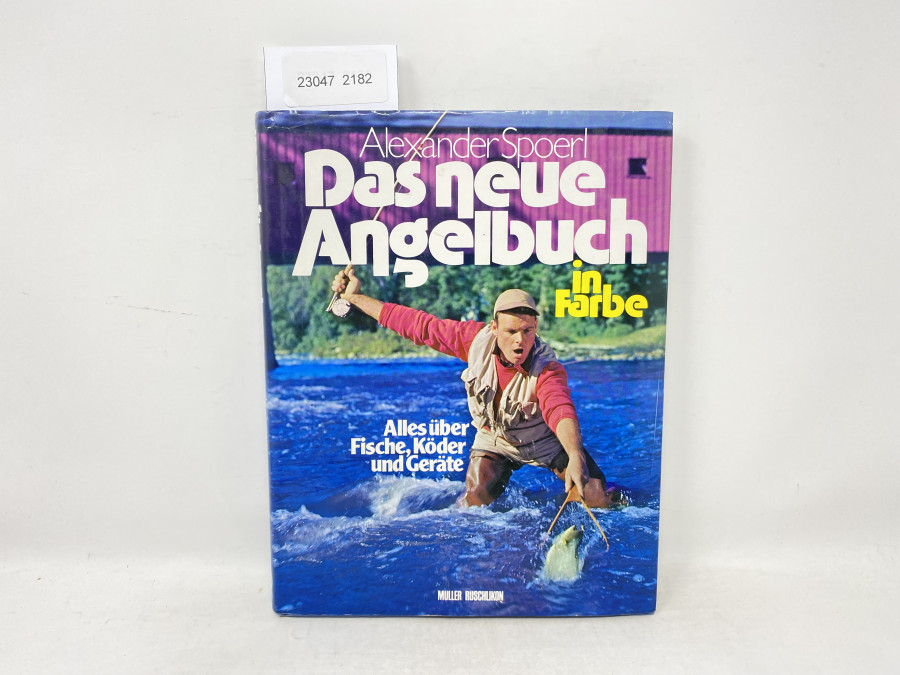 23047 2182
Alexander Spoerl
Das neue
Angelbuch
in
Farbe
Alles über
Fische, Köder
und Geräte
MÜLLER RÜSCHLIKON